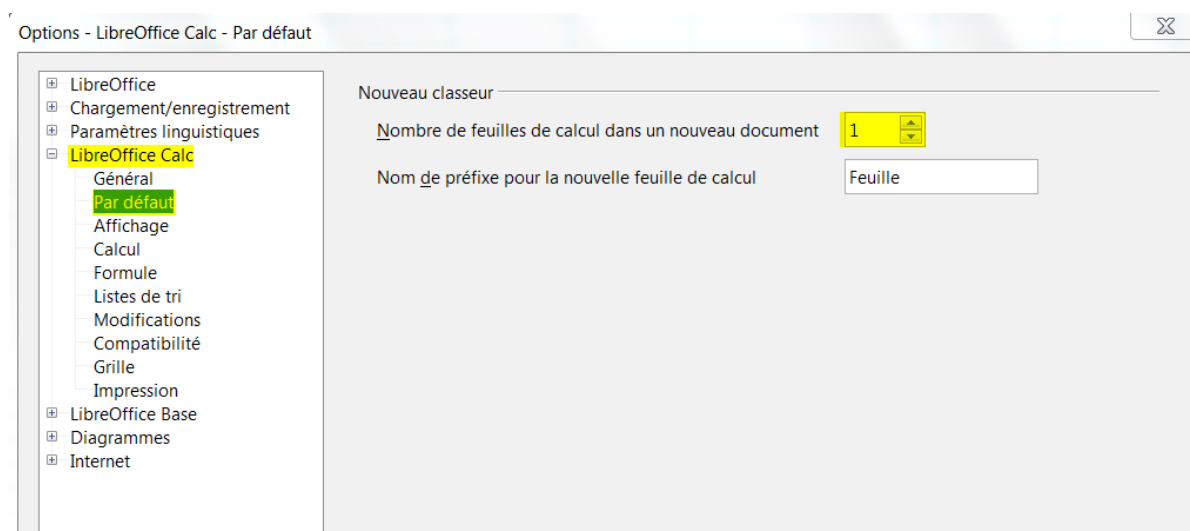 Options - LibreOffice Calc - Par défaut
LibreOffice
Chargement/enregistrement
Paramètres linguistiques
LibreOffice Calc
Général
Par défaut
Affichage
Calcul
Formule
Listes de tri
Modifications
Compatibilité
Grille
Impression
LibreOffice Base
Diagrammes
Internet
Nouveau classeur
Nombre de feuilles de calcul dans un nouveau document 1
Nom de préfixe pour la nouvelle feuille de calcul Feuille